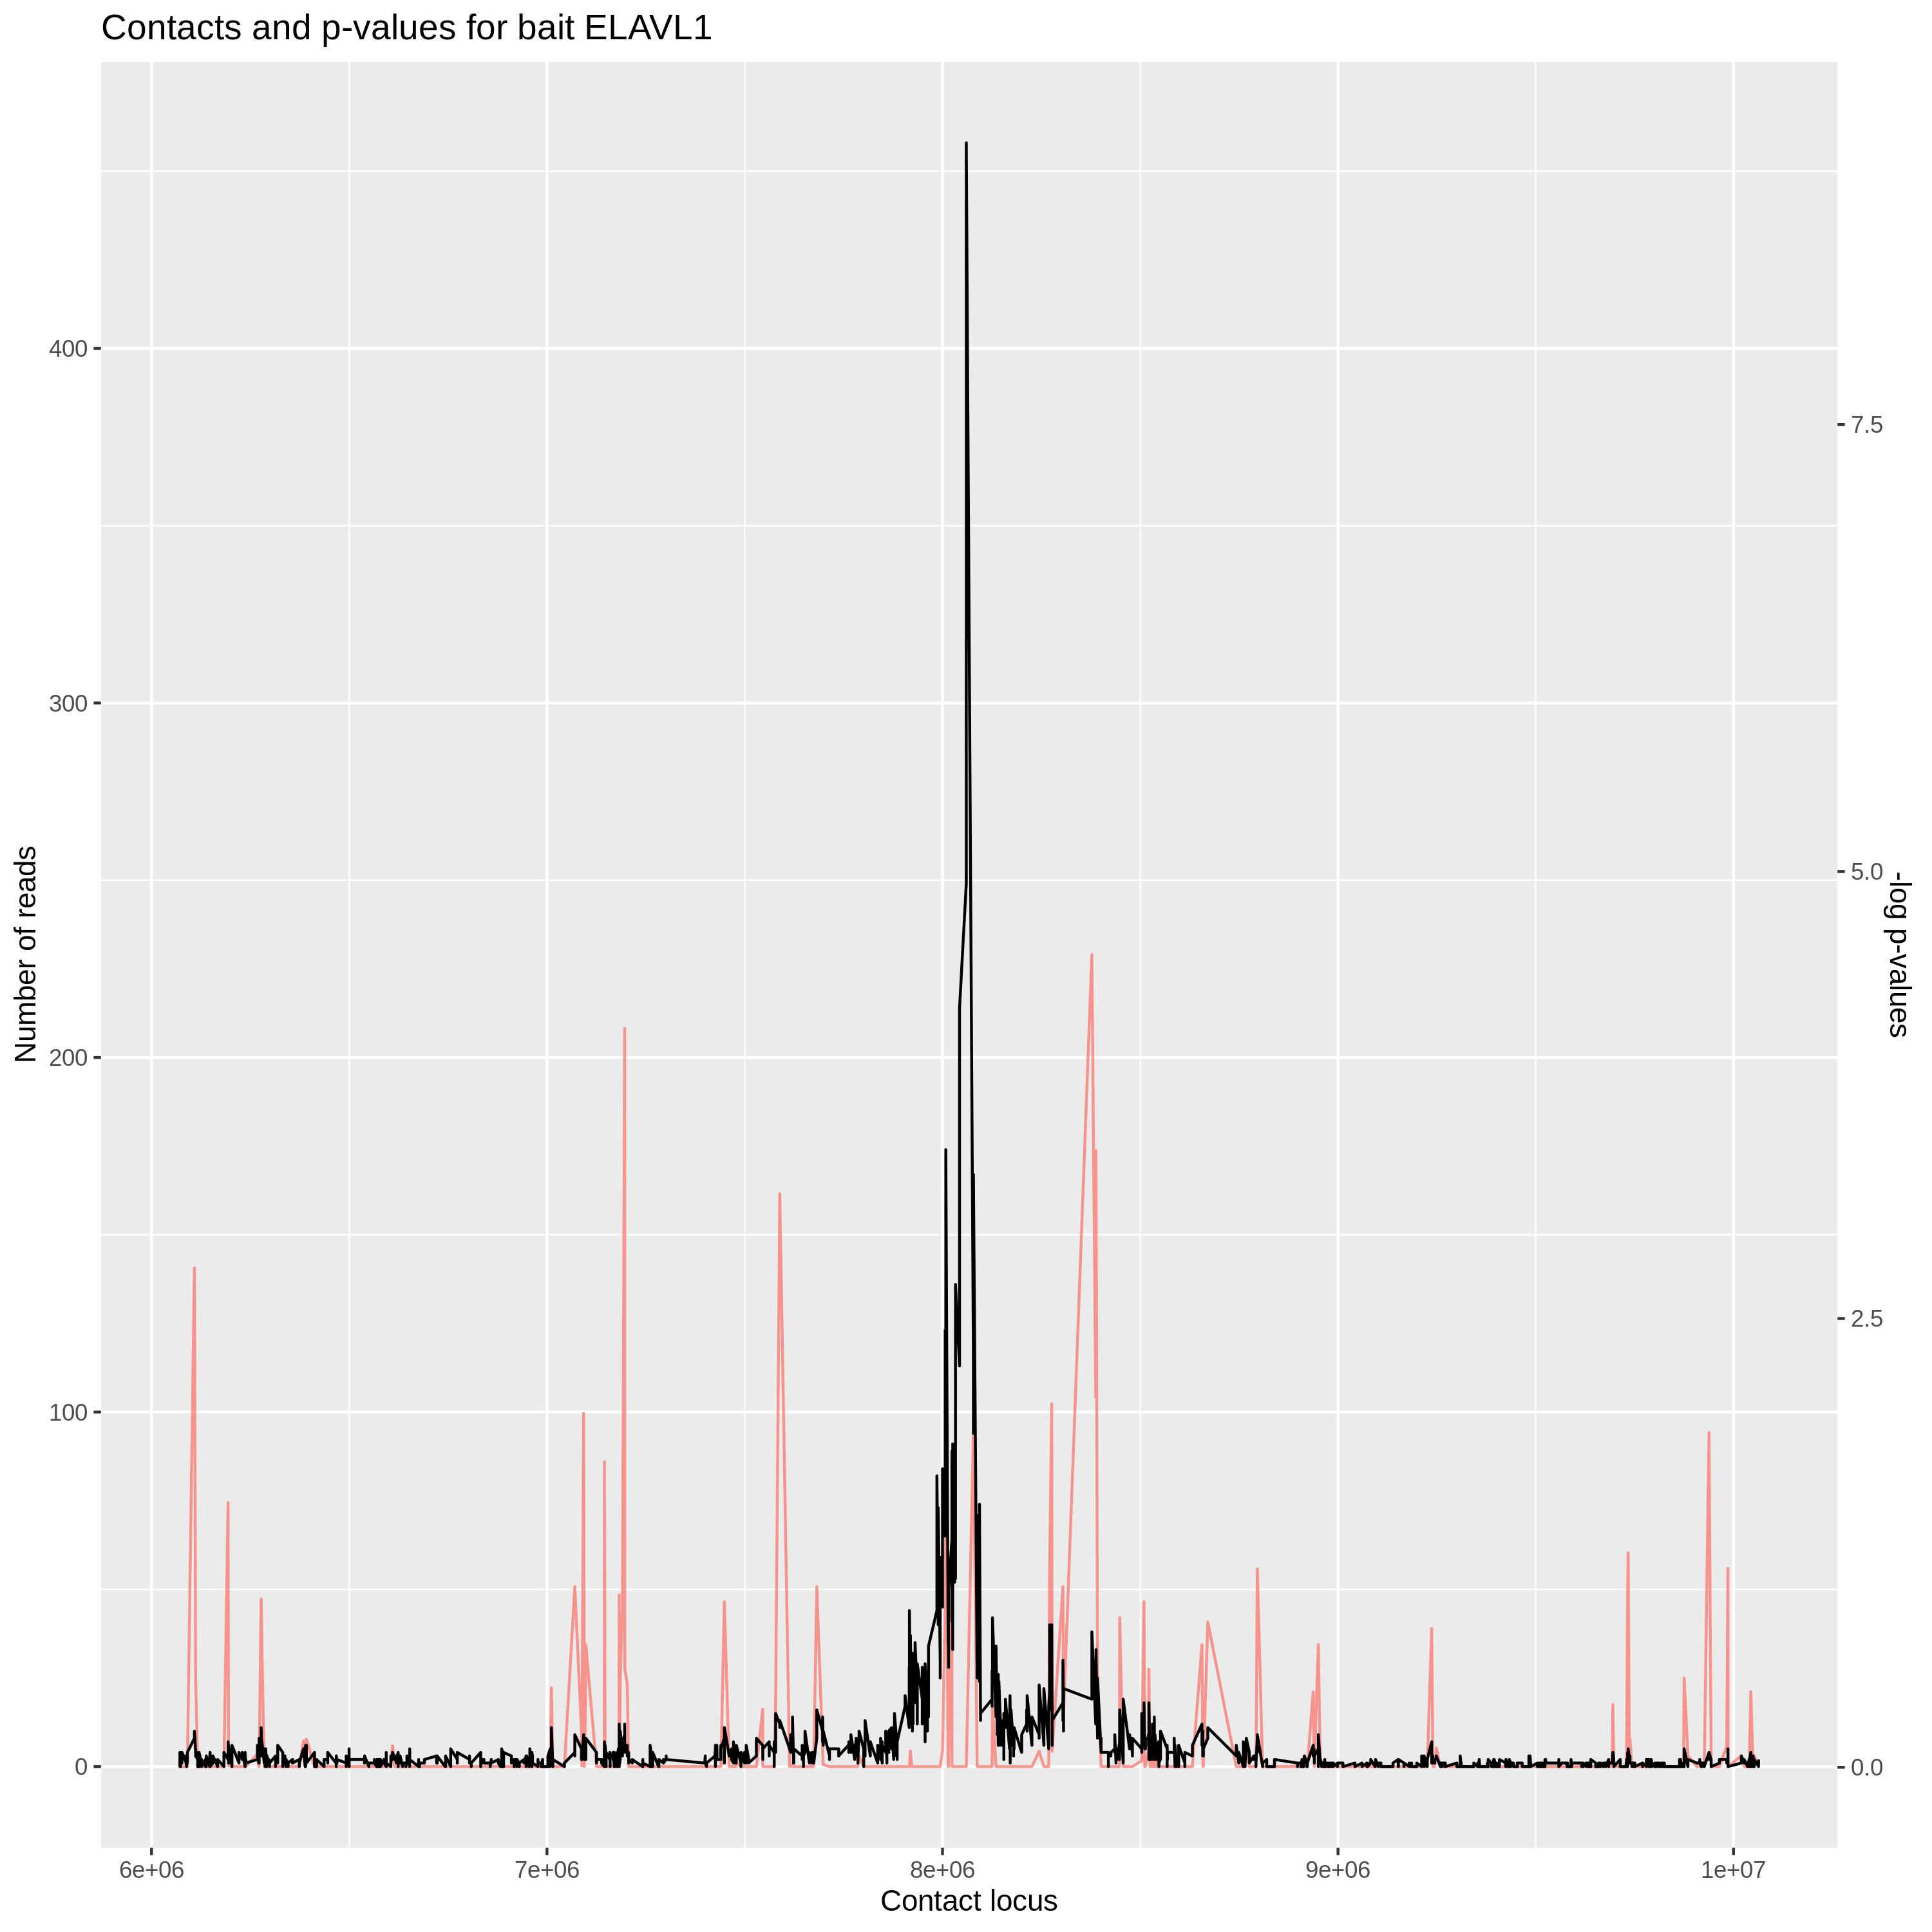 Contacts and p-values for bait ELAVL1
Number of reads
400
300
200
100
0
7.5
5.0
2.5
0.0
-log p-values
6e+06
7e+06
8e+06
9e+06
1e+07
Contact locus